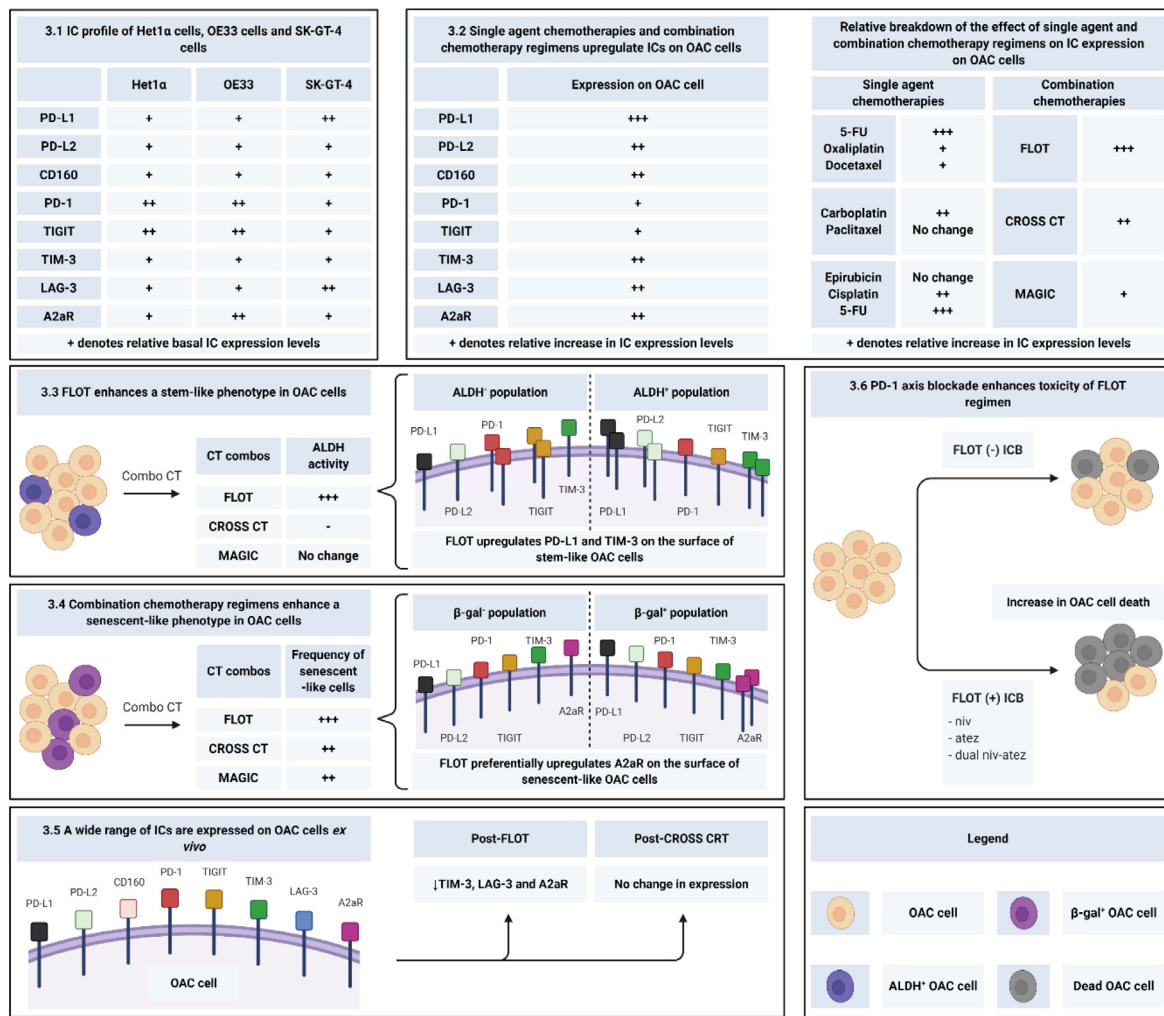 3.1 IC profile of Het1α cells, OE33 cells and SK-GT-4
cells
Het1α OE33 SK-GT-4
PD-L1 + + ++
PD-L2 + + +
CD160 + + +
PD-1 ++ ++ +
TIGIT ++ ++ +
TIM-3 + + +
LAG-3 + + ++
A2aR + ++ +
+ denotes relative basal IC expression levels
3.2 Single agent chemotherapies and combination
chemotherapy regimens upregulate ICs on OAC cells
Expression on OAC cell
PD-L1 +++
PD-L2 ++
CD160 ++
PD-1 +
TIGIT +
TIM-3 ++
LAG-3 ++
A2aR ++
+ denotes relative increase in IC expression levels
Relative breakdown of the effect of single agent and
combination chemotherapy regimens on IC expression
on OAC cells
Single agent
chemotherapies
Combination
chemotherapies
5-FU +++
Oxaliplatin +
Docetaxel +
FLOT +++
Carboplatin ++
Paclitaxel No change
CROSS CT ++
Epirubicin No change
Cisplatin ++
5-FU +++
MAGIC +
+ denotes relative increase in IC expression levels
3.3 FLOT enhances a stem-like phenotype in OAC cells
Combo CT
CT combos
ALDH
activity
FLOT +++
CROSS CT -
MAGIC No change
ALDH⁻ population
PD-L1
PD-L2
PD-1
TIGIT
TIM-3
ALDH⁺ population
PD-L1
PD-L2
PD-1
TIGIT
TIM-3
FLOT upregulates PD-L1 and TIM-3 on the surface of
stem-like OAC cells
3.4 Combination chemotherapy regimens enhance a
senescent-like phenotype in OAC cells
Combo CT
CT combos
Frequency of
senescent
-like cells
FLOT +++
CROSS CT ++
MAGIC ++
β-gal⁻ population
PD-L1
PD-L2
PD-1
TIGIT
TIM-3
A2aR
β-gal⁺ population
PD-L1
PD-L2
PD-1
TIGIT
TIM-3
A2aR
FLOT preferentially upregulates A2aR on the surface of
senescent-like OAC cells
3.5 A wide range of ICs are expressed on OAC cells ex
vivo
PD-L1
PD-L2
CD160
PD-1
TIGIT
TIM-3
LAG-3
A2aR
OAC cell
Post-FLOT
↓TIM-3, LAG-3 and A2aR
Post-CROSS CRT
No change in expression
3.6 PD-1 axis blockade enhances toxicity of FLOT
regimen
FLOT (-) ICB
Increase in OAC cell death
FLOT (+) ICB
- niv
- atez
- dual niv-atez
Legend
OAC cell
β-gal⁺ OAC cell
ALDH⁺ OAC cell
Dead OAC cell